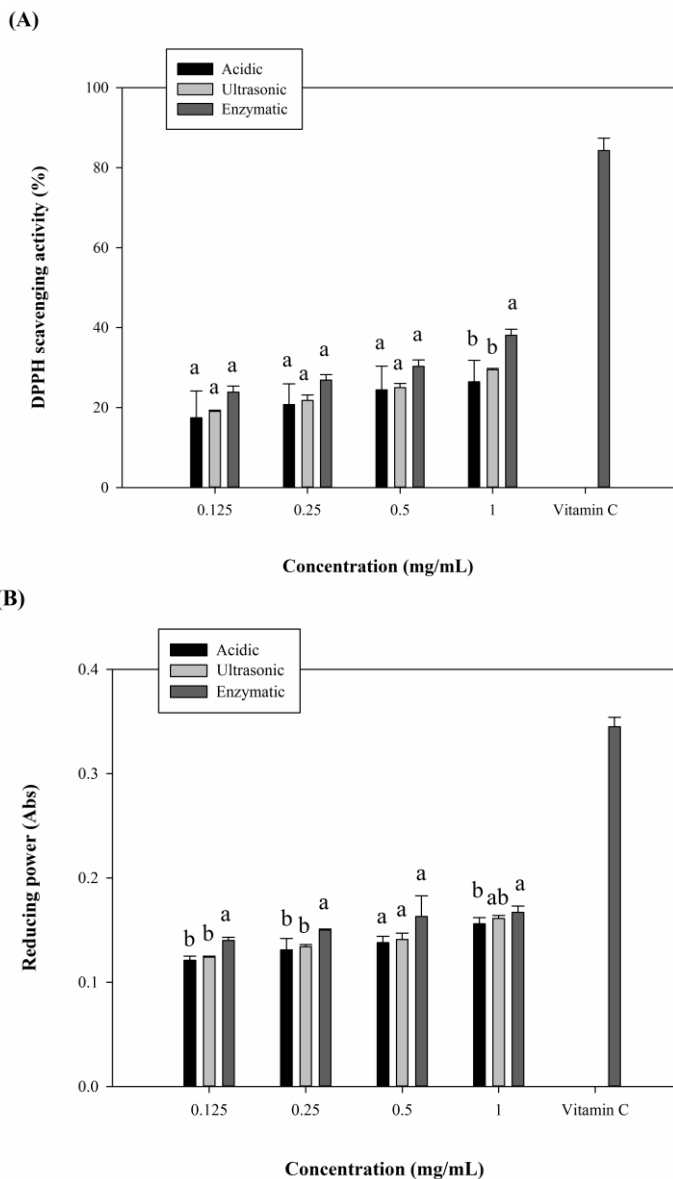 (A)
Acidic
Ultrasonic
Enzymatic
100
80
60
40
20
0
DPPH scavenging activity (%)
a a a
a a a
a a a
b b a
0.125 0.25 0.5 1 Vitamin C
Concentration (mg/mL)
(B)
Acidic
Ultrasonic
Enzymatic
0.4
0.3
0.2
0.1
0.0
Reducing power (Abs)
b b a
b b a
a a a
b ab a
0.125 0.25 0.5 1 Vitamin C
Concentration (mg/mL)